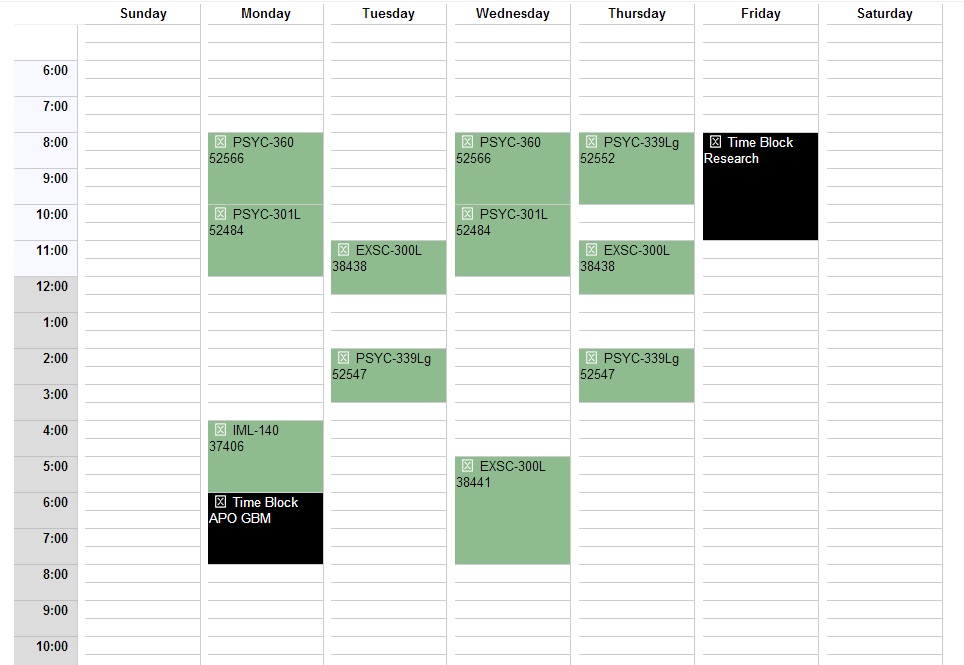 Sunday Monday Tuesday Wednesday Thursday Friday Saturday
6:00
7:00
8:00 PSYC-360 PSYC-360 PSYC-339Lg Time Block
52566 52566 52552 Research
9:00
10:00 PSYC-301L PSYC-301L
52484 52484
11:00 EXSC-300L EXSC-300L
38438 38438
12:00
1:00
2:00 PSYC-339Lg PSYC-339Lg
52547 52547
3:00
4:00 IML-140
37406
5:00 EXSC-300L
38441
6:00 Time Block
APO GBM
7:00
8:00
9:00
10:00